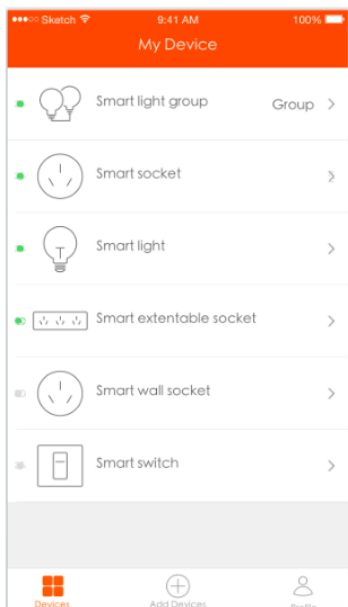 Sketch 9:41 AM 100%
My Device
Smart light group Group
Smart socket
Smart light
Smart extentable socket
Smart wall socket
Smart switch
Devices Add Devices Profile